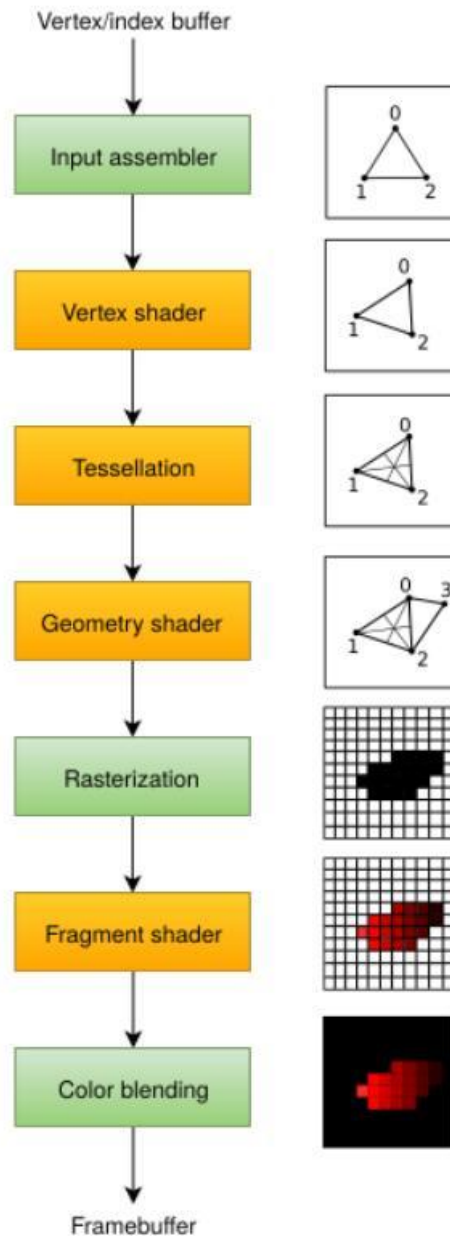 Vertex/index buffer
Input assembler
0
1
2
Vertex shader
0
1
2
Tessellation
0
1
2
Geometry shader
0
3
1
2
Rasterization
Fragment shader
Color blending
Framebuffer